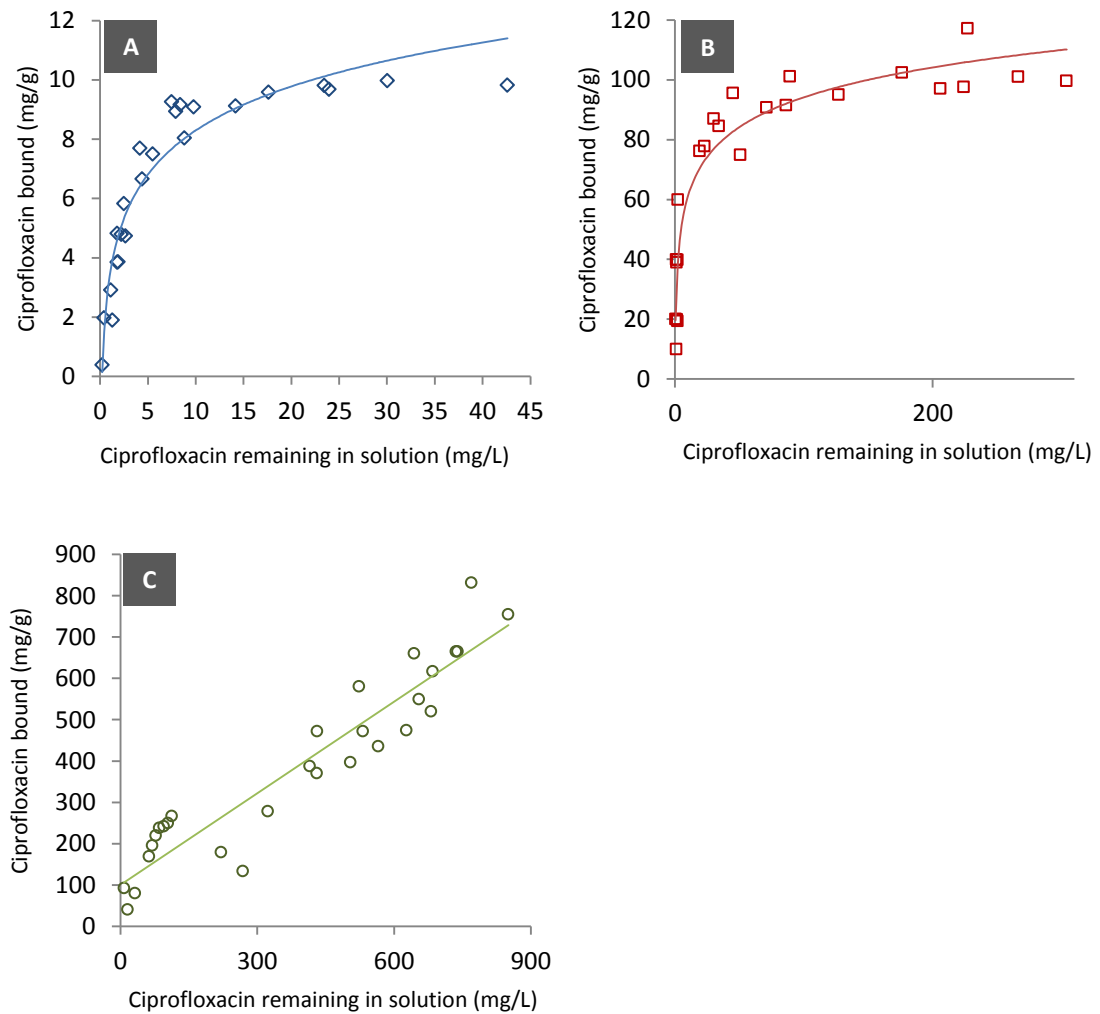 A
Ciprofloxacin bound (mg/g)
12
10
8
6
4
2
0
0 5 10 15 20 25 30 35 40 45
Ciprofloxacin remaining in solution (mg/L)
B
Ciprofloxacin bound (mg/g)
120
100
80
60
40
20
0
0 200
Ciprofloxacin remaining in solution (mg/L)
C
Ciprofloxacin bound (mg/g)
900
800
700
600
500
400
300
200
100
0
0 300 600 900
Ciprofloxacin remaining in solution (mg/L)